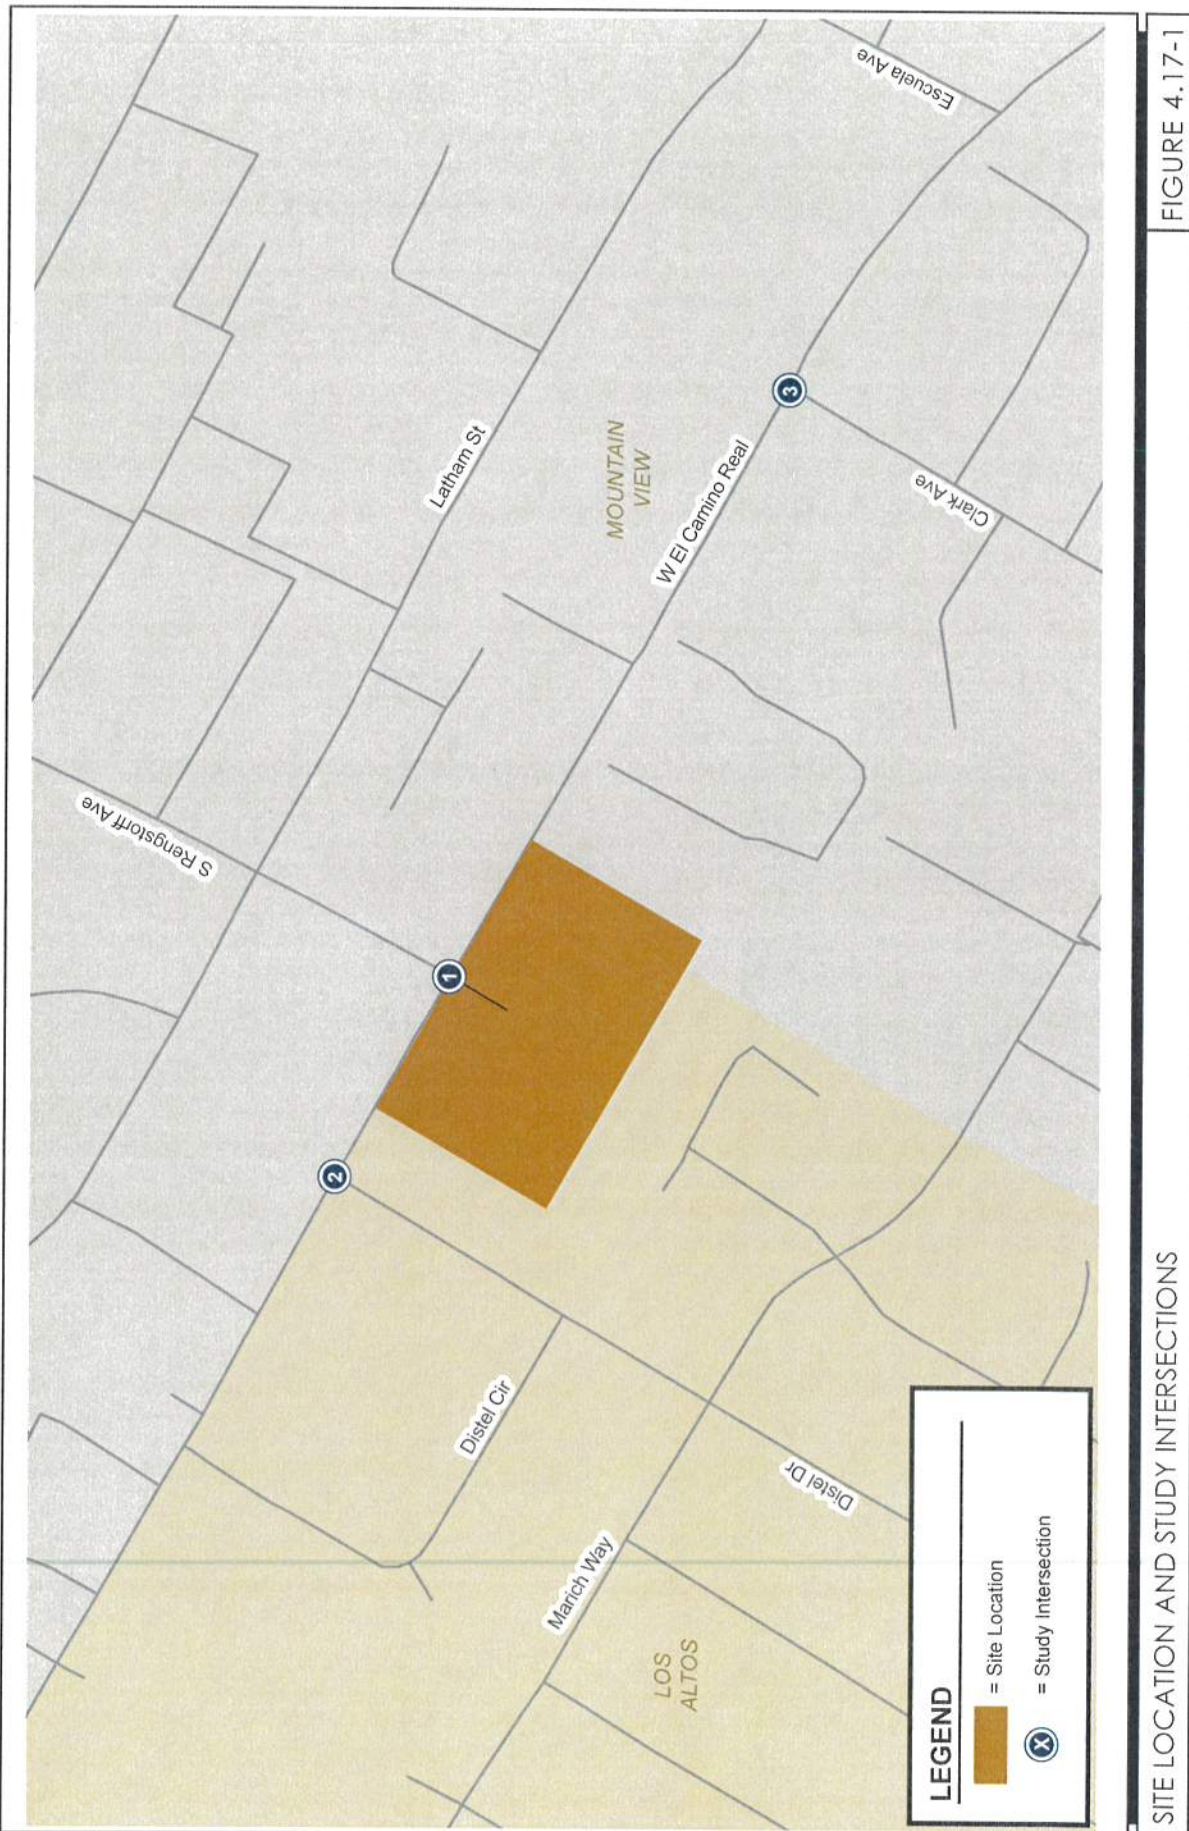 Escuela Ave
Latham St
MOUNTAIN
VIEW
W El Camino Real
3
Clark Ave
S Rengstorff Ave
1
2
Distel Cir
Distel Dr
Marich Way
LOS
ALTOS
LEGEND
= Site Location
X = Study Intersection
SITE LOCATION AND STUDY INTERSECTIONS
FIGURE 4.17-1